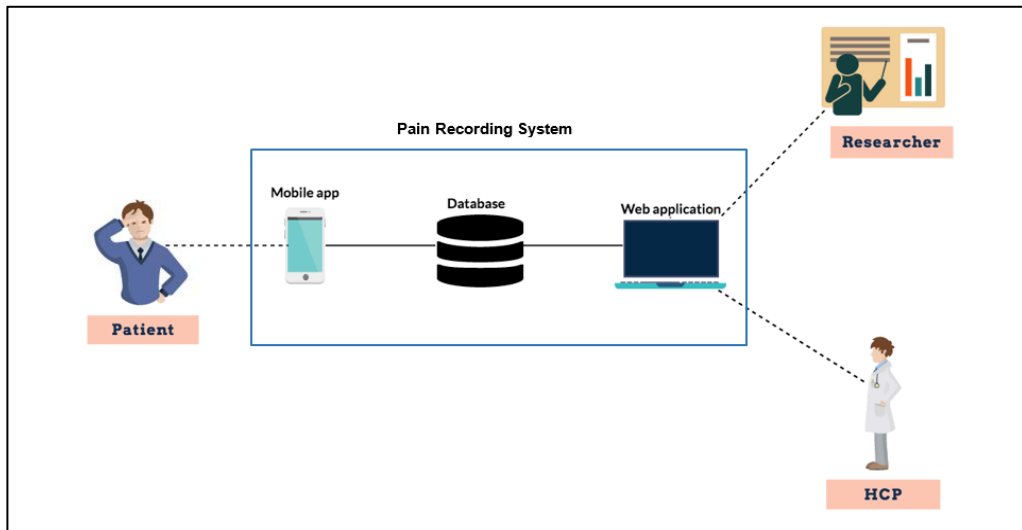 Pain Recording System
Researcher
Mobile app
Database
Web application
Patient
HCP